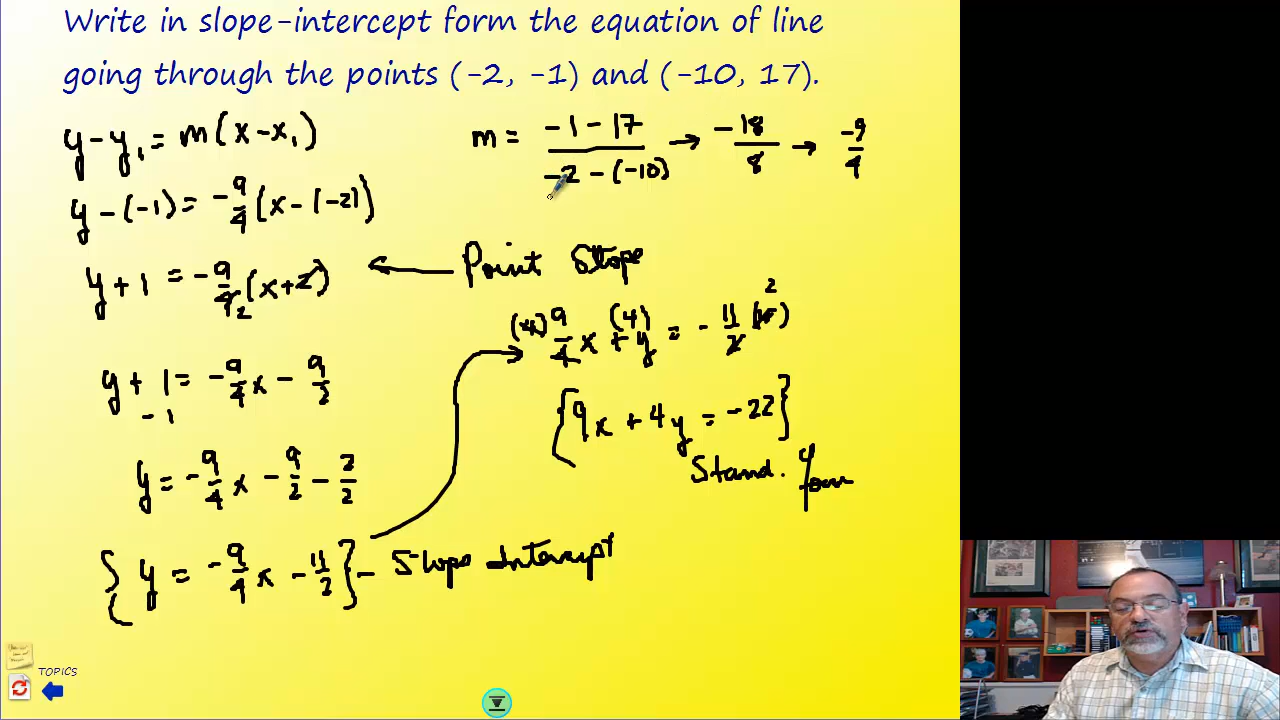 Write in slope-intercept form the equation of line
going through the points (-2, -1) and (-10, 17).
y - y₁ = m(x - x₁)
m = (-1 - 17)/(-2 - (-10)) → -18/8 → -9/4
y - (-1) = -9/4 (x - (-2))
y + 1 = -9/4 2 (x + 2) ← Point Slope
(4) 9/4 x + (4) y = - 11/2 (4) 2
y + 1 = -9/4 x - 9/2
- 1
{9x + 4y = -22}
Stand. form
y = -9/4 x - 9/2 - 2/2
{y = -9/4 x - 11/2} - Slope Intercept
TOPICS